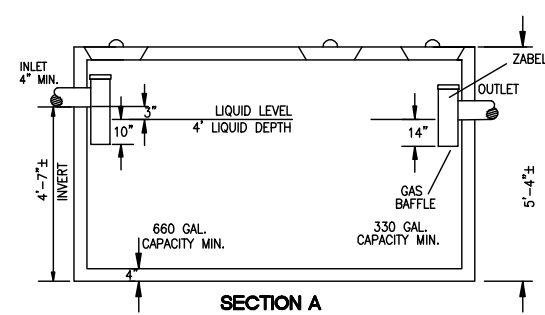 ZABEL
INLET
4" MIN.
OUTLET
3"
LIQUID LEVEL
4' LIQUID DEPTH
10"
14"
4'-7"±
INVERT
GAS
BAFFLE
5'-4"±
660 GAL.
CAPACITY MIN.
330 GAL.
CAPACITY MIN.
4"
SECTION A